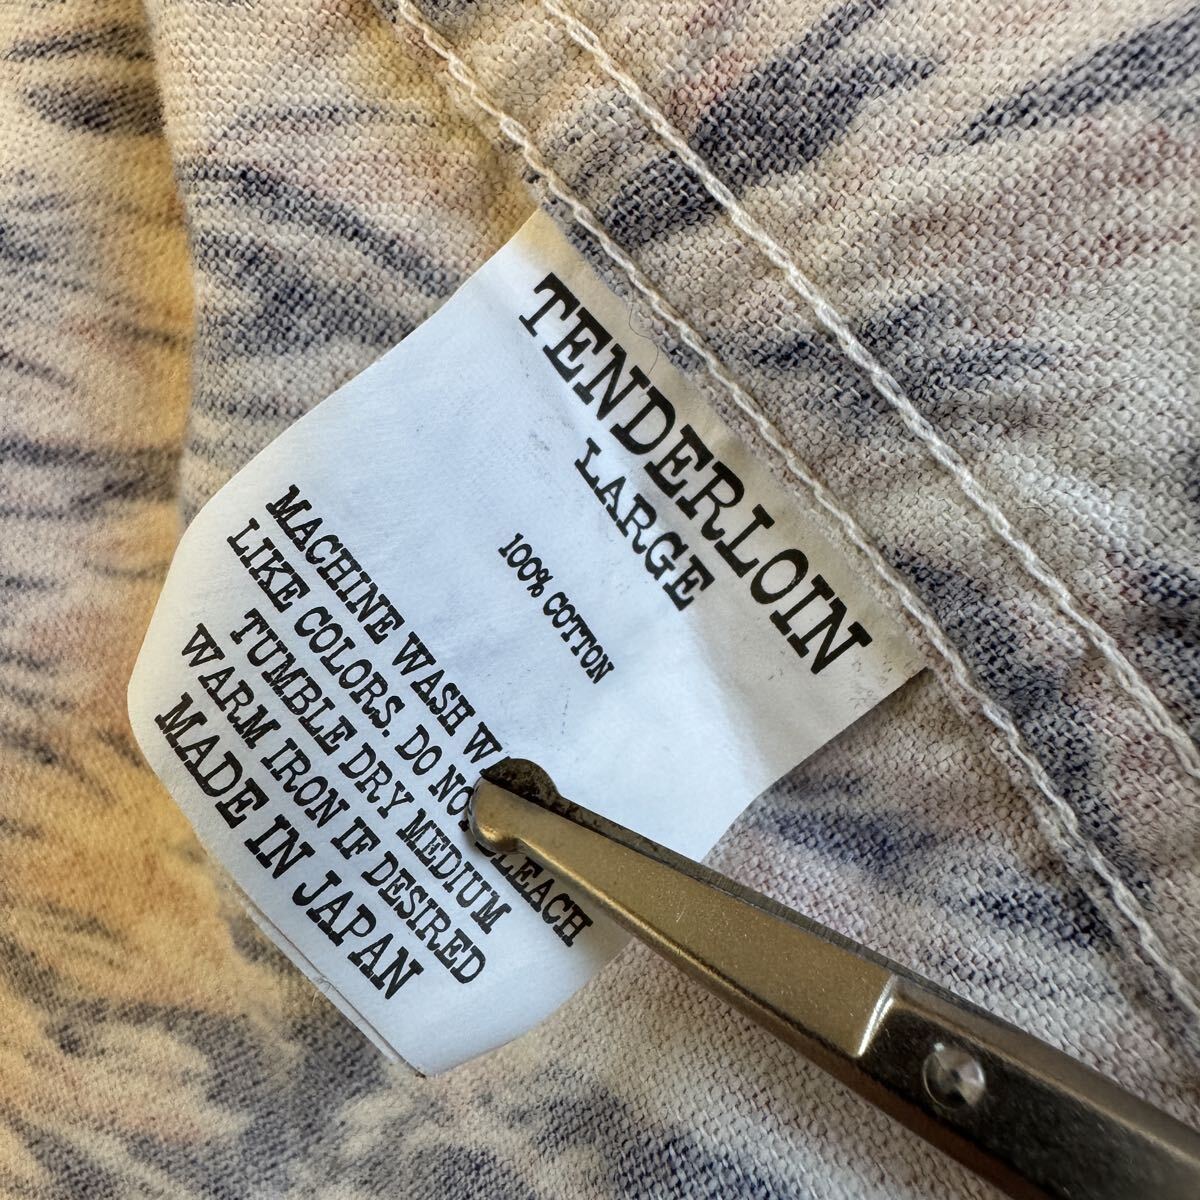 TENDERLOIN
LARGE
100% COTTON
MACHINE WASH W
LIKE COLORS. DO NO BLEACH
TUMBLE DRY MEDIUM
WARM IRON IF DESIRED
MADE IN JAPAN